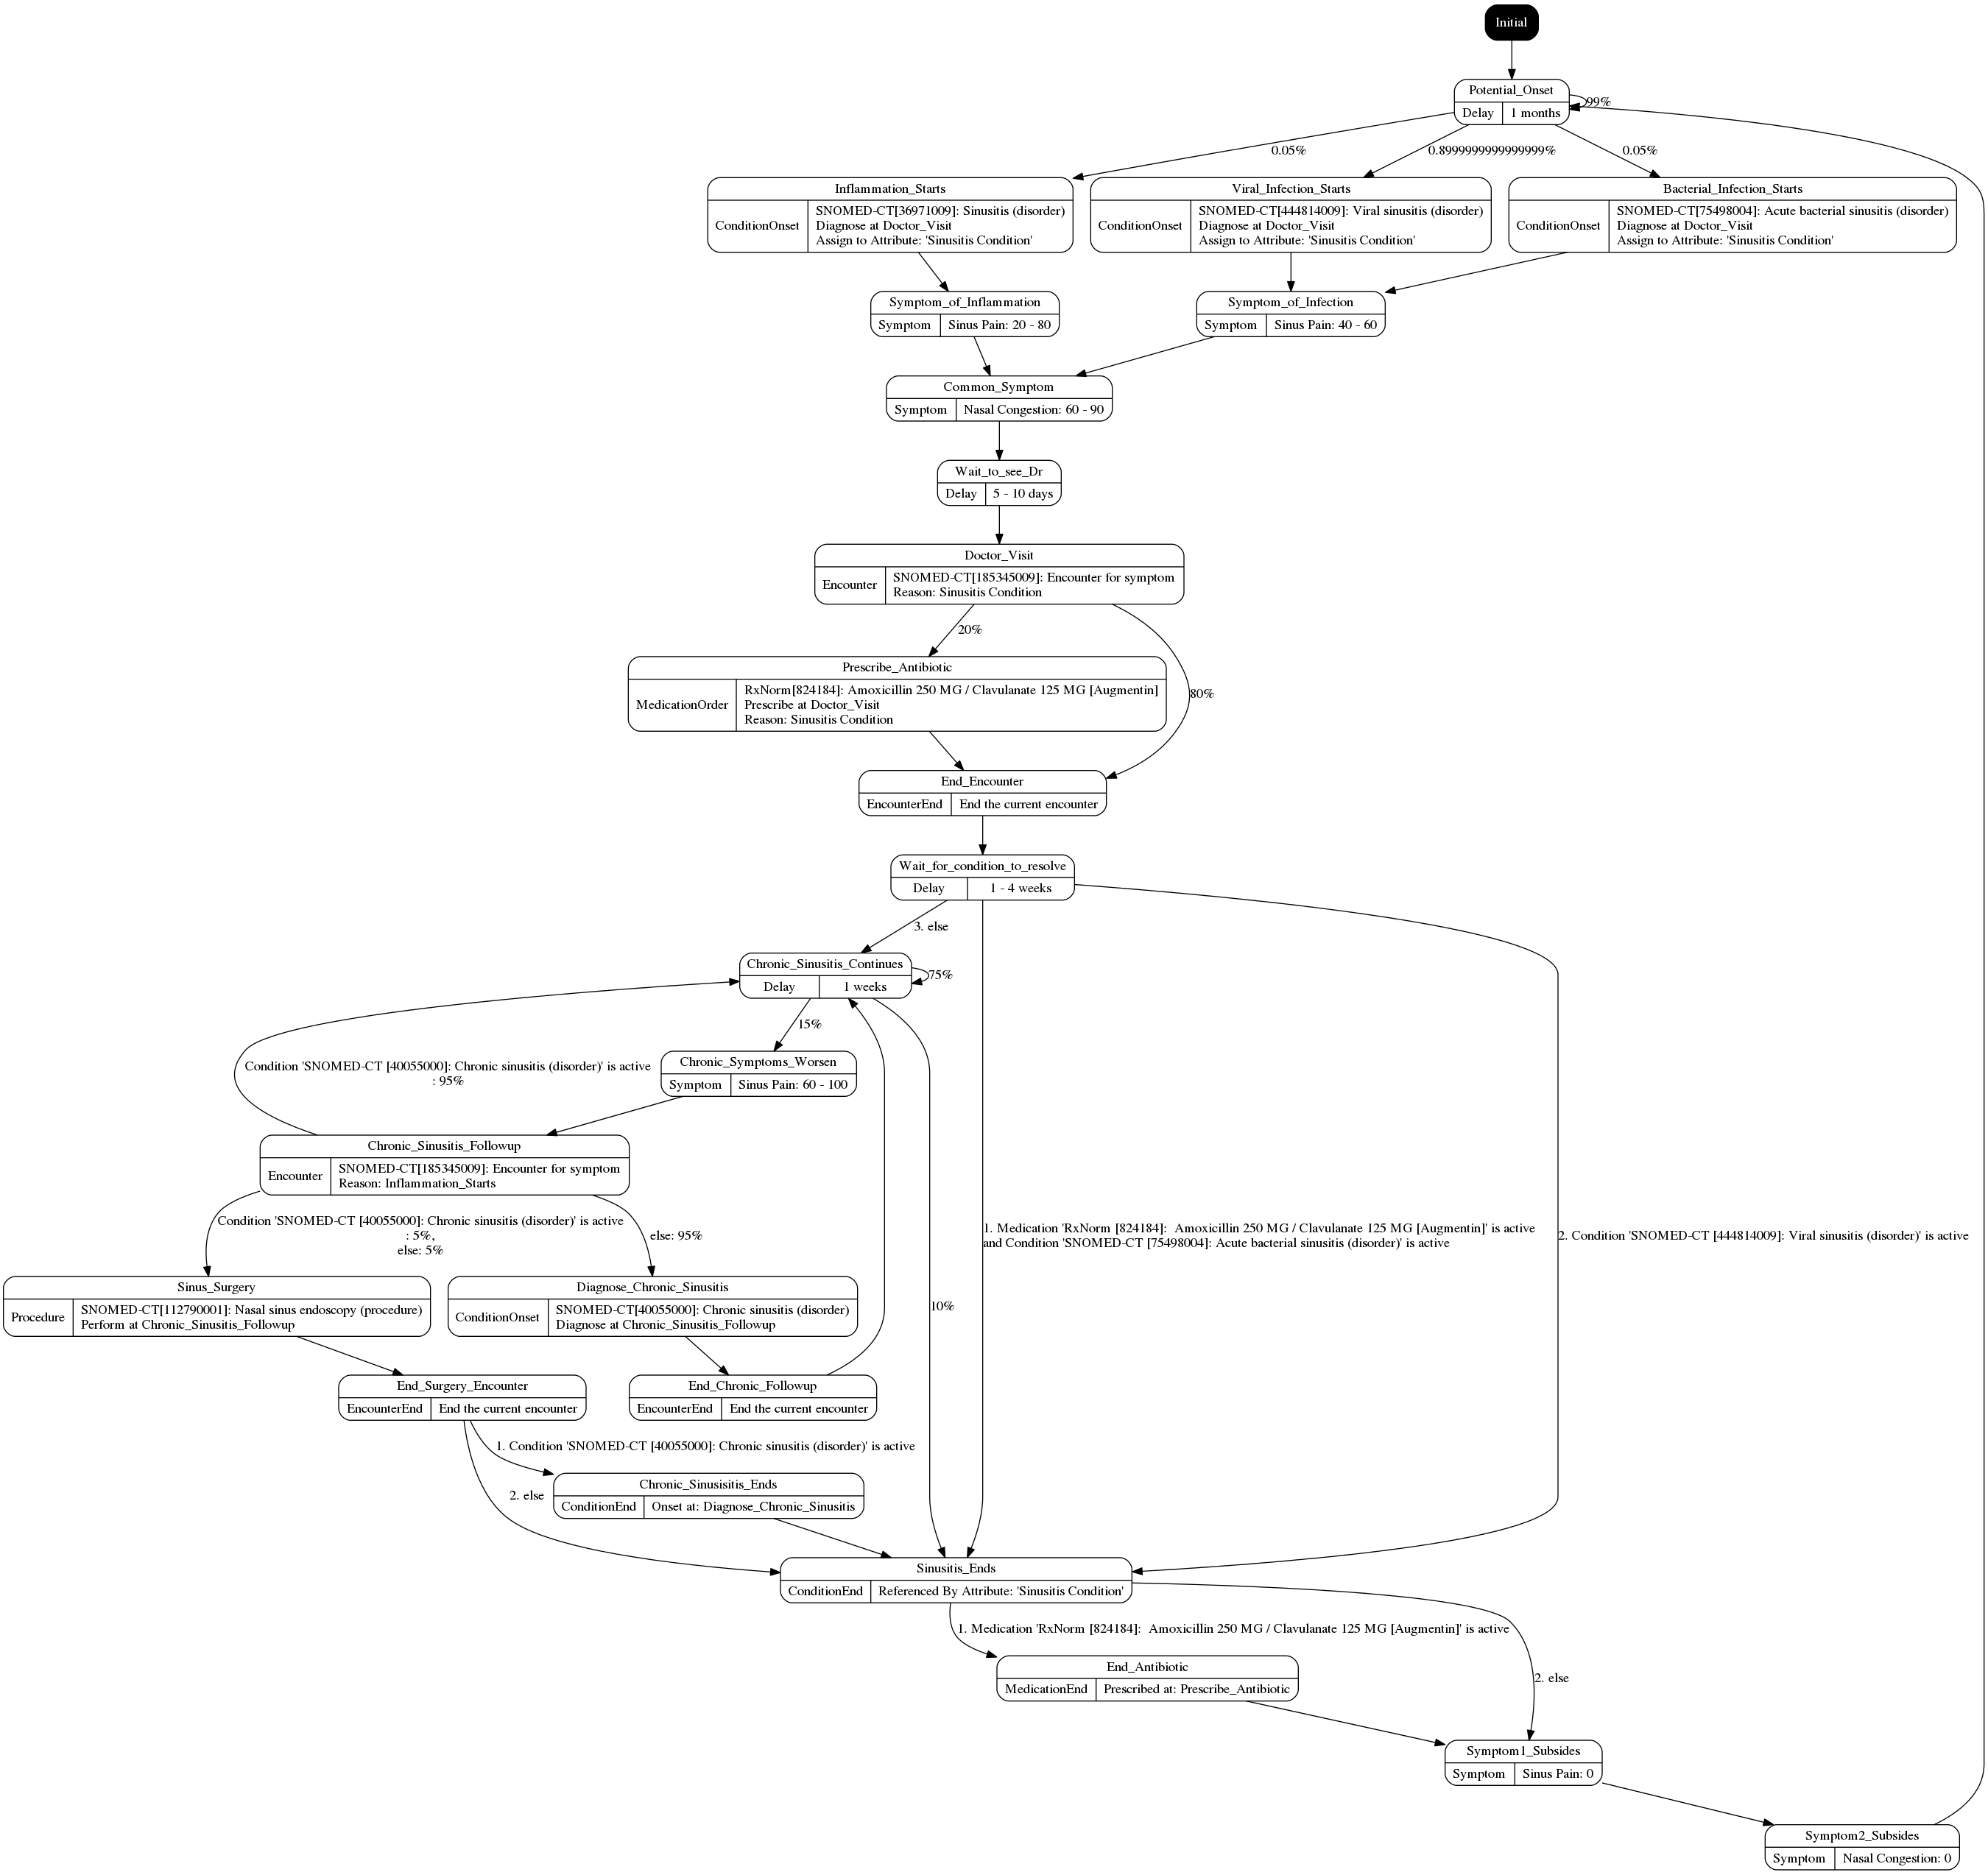 Initial
Potential_Onset
Delay
1 months
99%
0.05%
0.8999999999999999%
0.05%
Inflammation_Starts
ConditionOnset
SNOMED-CT[36971009]: Sinusitis (disorder)
Diagnose at Doctor_Visit
Assign to Attribute: 'Sinusitis Condition'
Viral_Infection_Starts
ConditionOnset
SNOMED-CT[444814009]: Viral sinusitis (disorder)
Diagnose at Doctor_Visit
Assign to Attribute: 'Sinusitis Condition'
Bacterial_Infection_Starts
ConditionOnset
SNOMED-CT[75498004]: Acute bacterial sinusitis (disorder)
Diagnose at Doctor_Visit
Assign to Attribute: 'Sinusitis Condition'
Symptom_of_Inflammation
Symptom
Sinus Pain: 20 - 80
Symptom_of_Infection
Symptom
Sinus Pain: 40 - 60
Common_Symptom
Symptom
Nasal Congestion: 60 - 90
Wait_to_see_Dr
Delay
5 - 10 days
Doctor_Visit
Encounter
SNOMED-CT[185345009]: Encounter for symptom
Reason: Sinusitis Condition
20%
80%
Prescribe_Antibiotic
MedicationOrder
RxNorm[824184]: Amoxicillin 250 MG / Clavulanate 125 MG [Augmentin]
Prescribe at Doctor_Visit
Reason: Sinusitis Condition
End_Encounter
EncounterEnd
End the current encounter
Wait_for_condition_to_resolve
Delay
1 - 4 weeks
3. else
Chronic_Sinusitis_Continues
Delay
1 weeks
75%
15%
Condition 'SNOMED-CT [40055000]: Chronic sinusitis (disorder)' is active
: 95%
Chronic_Symptoms_Worsen
Symptom
Sinus Pain: 60 - 100
Chronic_Sinusitis_Followup
Encounter
SNOMED-CT[185345009]: Encounter for symptom
Reason: Inflammation_Starts
Condition 'SNOMED-CT [40055000]: Chronic sinusitis (disorder)' is active
: 5%,
else: 5%
else: 95%
1. Medication 'RxNorm [824184]:  Amoxicillin 250 MG / Clavulanate 125 MG [Augmentin]' is active
and Condition 'SNOMED-CT [75498004]: Acute bacterial sinusitis (disorder)' is active
2. Condition 'SNOMED-CT [444814009]: Viral sinusitis (disorder)' is active
Sinus_Surgery
Procedure
SNOMED-CT[112790001]: Nasal sinus endoscopy (procedure)
Perform at Chronic_Sinusitis_Followup
Diagnose_Chronic_Sinusitis
ConditionOnset
SNOMED-CT[40055000]: Chronic sinusitis (disorder)
Diagnose at Chronic_Sinusitis_Followup
10%
End_Surgery_Encounter
EncounterEnd
End the current encounter
End_Chronic_Followup
EncounterEnd
End the current encounter
1. Condition 'SNOMED-CT [40055000]: Chronic sinusitis (disorder)' is active
2. else
Chronic_Sinusisitis_Ends
ConditionEnd
Onset at: Diagnose_Chronic_Sinusitis
Sinusitis_Ends
ConditionEnd
Referenced By Attribute: 'Sinusitis Condition'
1. Medication 'RxNorm [824184]:  Amoxicillin 250 MG / Clavulanate 125 MG [Augmentin]' is active
2. else
End_Antibiotic
MedicationEnd
Prescribed at: Prescribe_Antibiotic
Symptom1_Subsides
Symptom
Sinus Pain: 0
Symptom2_Subsides
Symptom
Nasal Congestion: 0